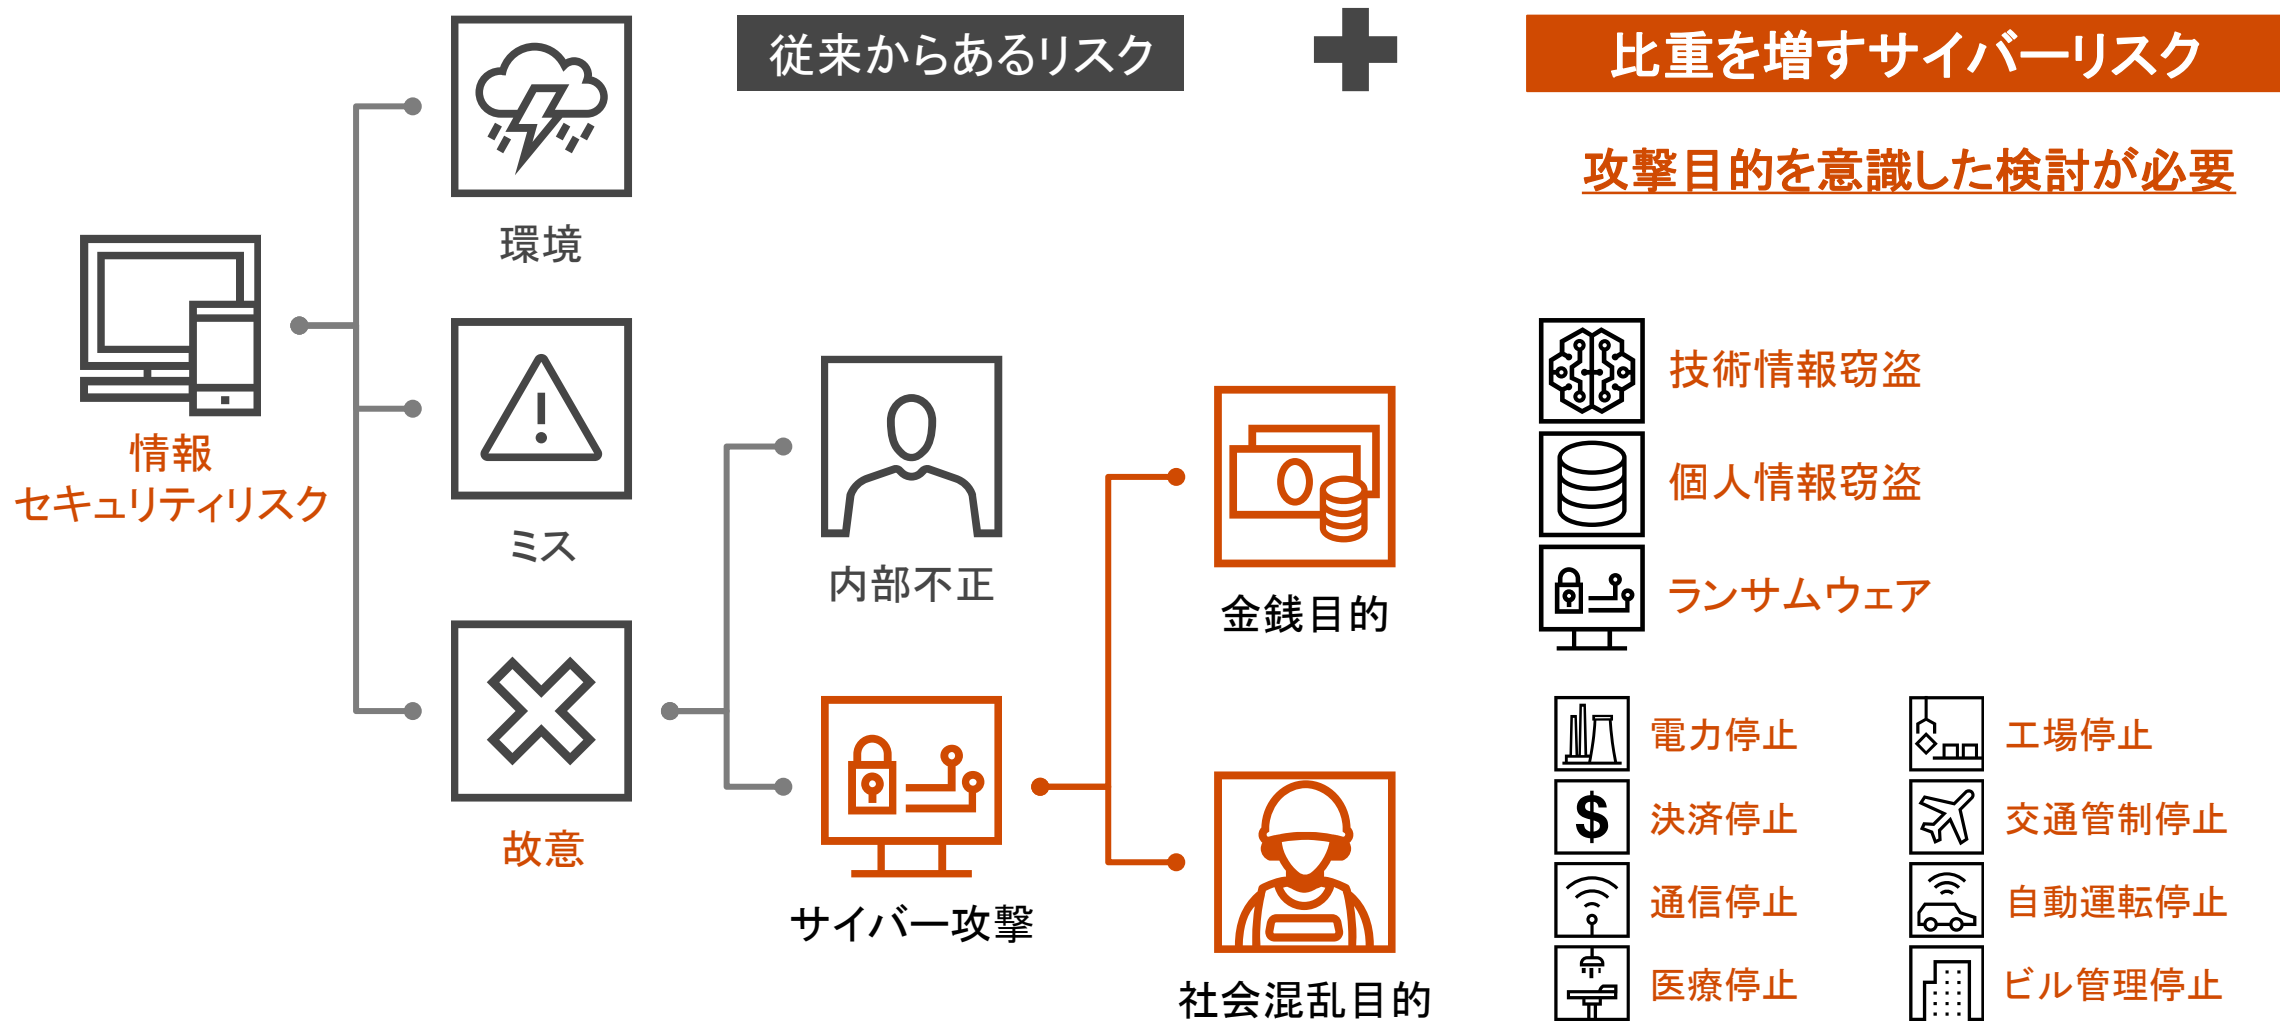 従来からあるリスク
比重を増すサイバーリスク
攻撃目的を意識した検討が必要
情報
セキュリティリスク
環境
ミス
故意
内部不正
サイバー攻撃
金銭目的
社会混乱目的
技術情報窃盗
個人情報窃盗
ランサムウェア
電力停止
工場停止
$
決済停止
交通管制停止
通信停止
自動運転停止
医療停止
ビル管理停止